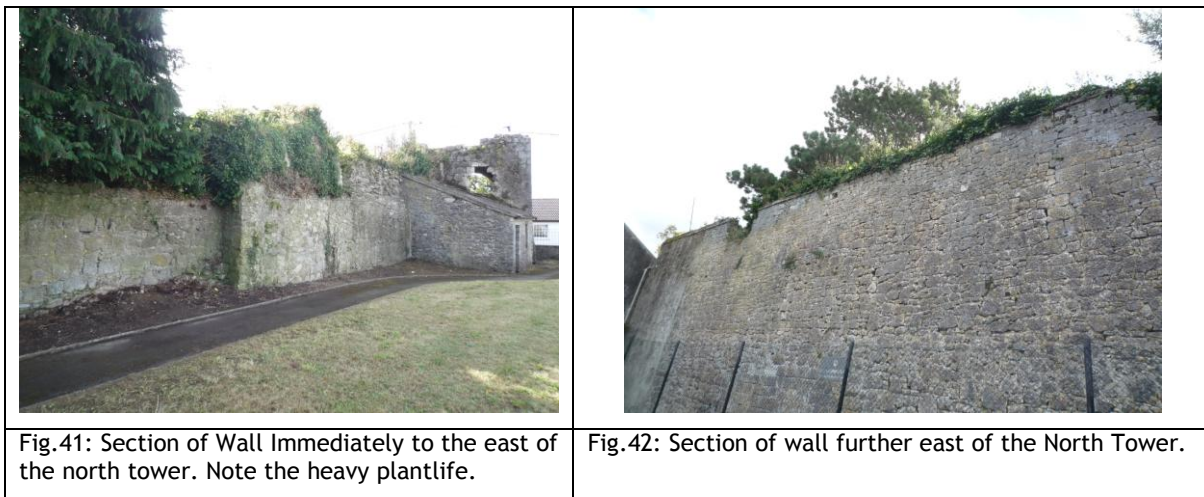 Fig.41: Section of Wall Immediately to the east of
the north tower. Note the heavy plantlife.
Fig.42: Section of wall further east of the North Tower.